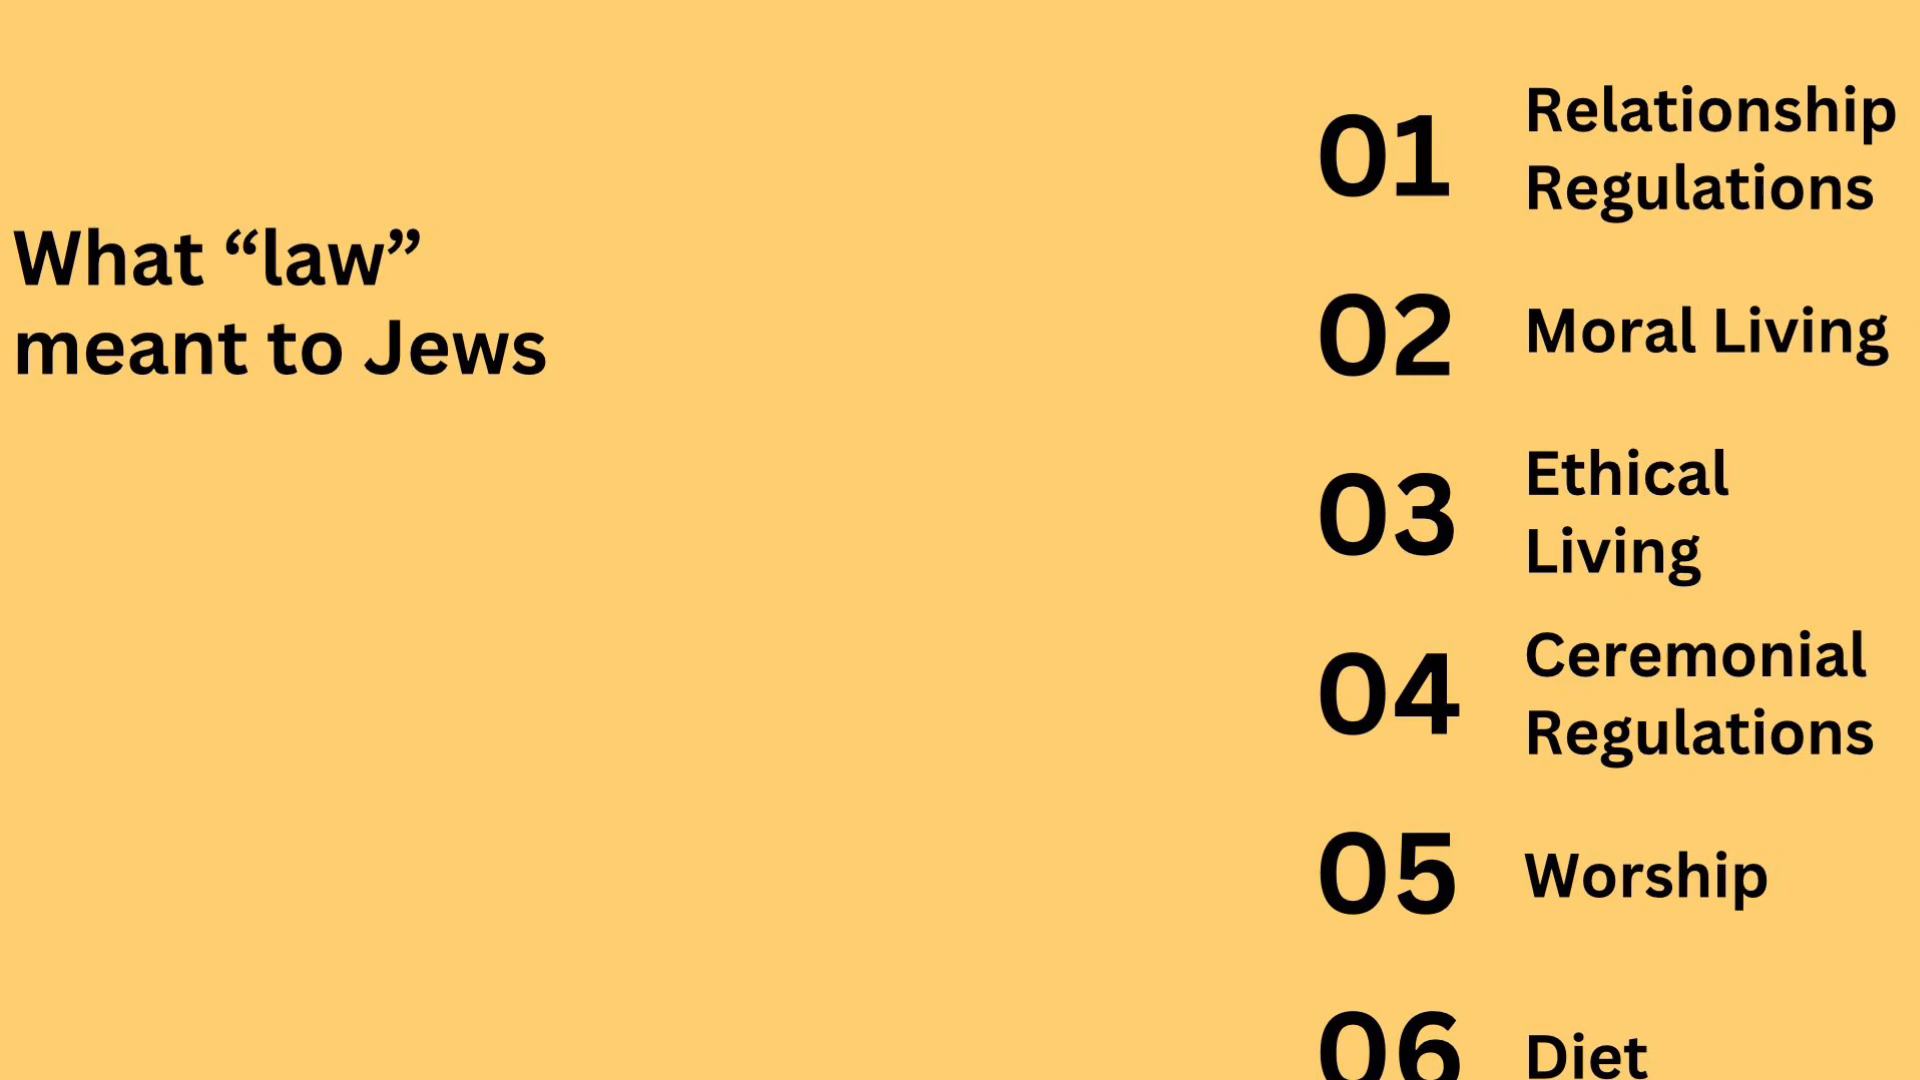 What “law”
meant to Jews
01
Relationship
Regulations
02
Moral Living
03
Ethical
Living
04
Ceremonial
Regulations
05
Worship
06
Diet